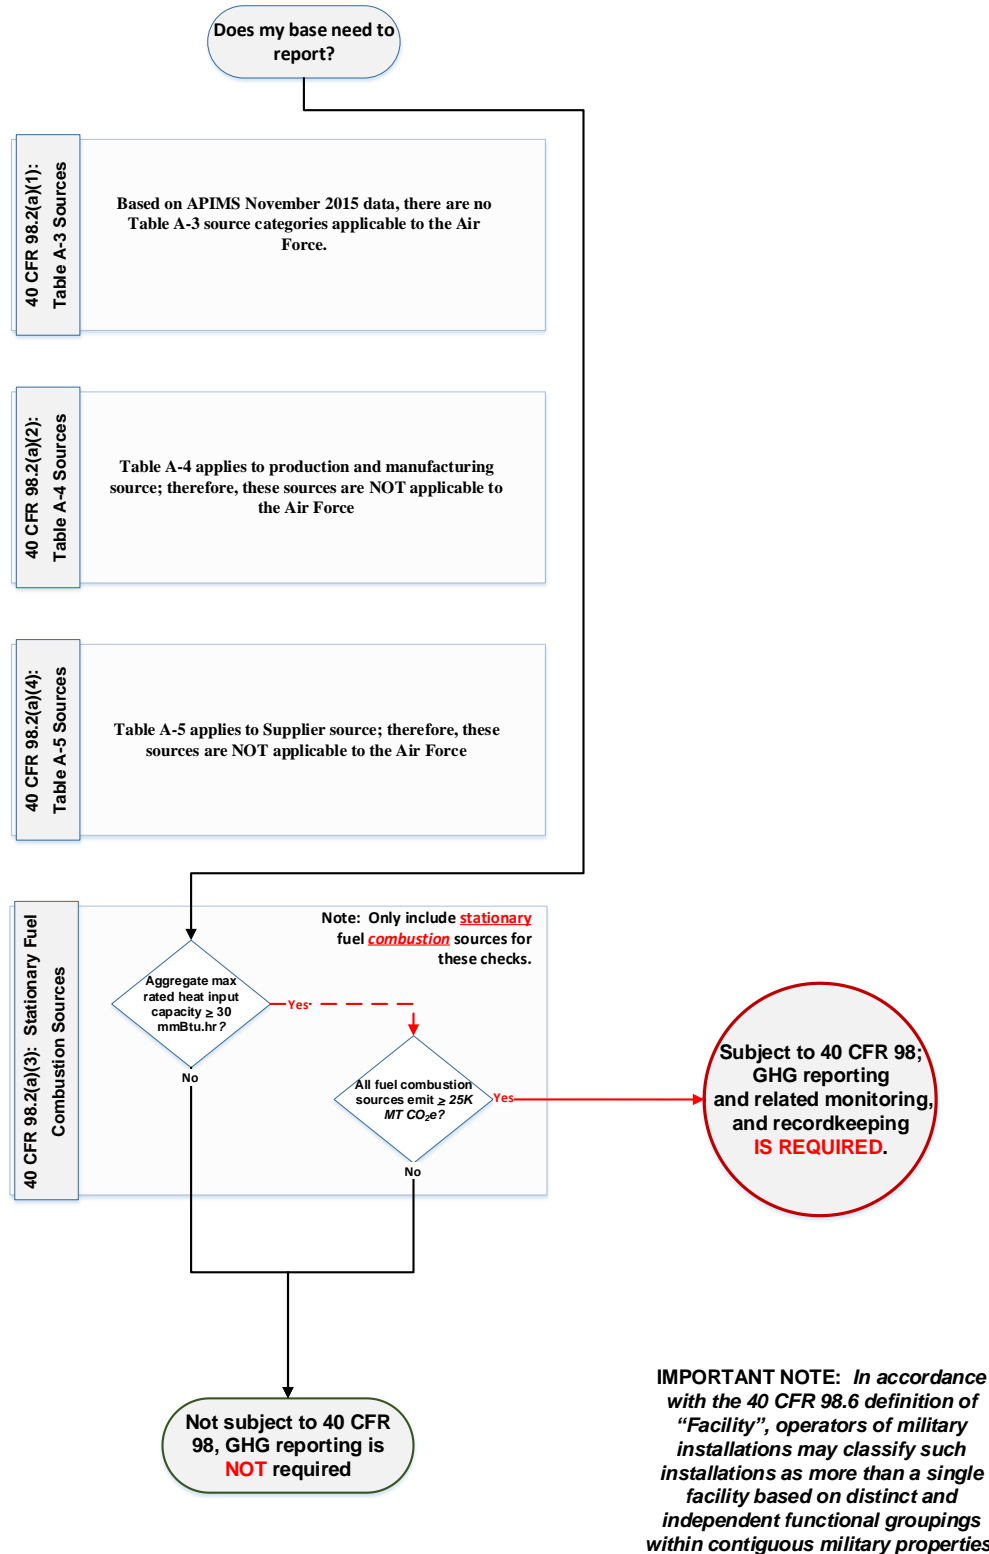 Does my base need to
report?
40 CFR 98.2(a)(1):
Table A-3 Sources
Based on APIMS November 2015 data, there are no
Table A-3 source categories applicable to the Air
Force.
40 CFR 98.2(a)(2):
Table A-4 Sources
Table A-4 applies to production and manufacturing
source; therefore, these sources are NOT applicable to
the Air Force
40 CFR 98.2(a)(4):
Table A-5 Sources
Table A-5 applies to Supplier source; therefore, these
sources are NOT applicable to the Air Force
40 CFR 98.2(a)(3): Stationary Fuel
Combustion Sources
Note: Only include stationary
fuel combustion sources for
these checks.
Aggregate max
rated heat input
capacity ≥ 30
mmBtu.hr?
Yes
No
All fuel combustion
sources emit ≥ 25K
MT CO₂e?
Yes
No
Subject to 40 CFR 98;
GHG reporting
and related monitoring,
and recordkeeping
IS REQUIRED.
Not subject to 40 CFR
98, GHG reporting is
NOT required
IMPORTANT NOTE: In accordance
with the 40 CFR 98.6 definition of
“Facility”, operators of military
installations may classify such
installations as more than a single
facility based on distinct and
independent functional groupings
within contiguous military properties